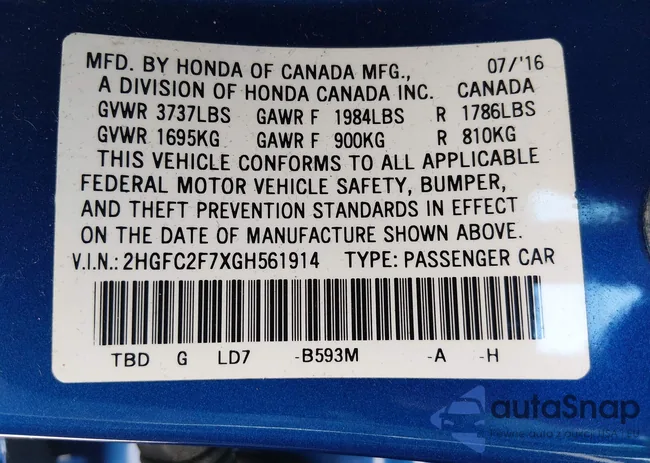 MFD. BY HONDA OF CANADA MFG., 07/'16
A DIVISION OF HONDA CANADA INC. CANADA
GVWR 3737LBS GAWR F 1984LBS R 1786LBS
GVWR 1695KG GAWR F 900KG R 810KG
THIS VEHICLE CONFORMS TO ALL APPLICABLE
FEDERAL MOTOR VEHICLE SAFETY, BUMPER,
AND THEFT PREVENTION STANDARDS IN EFFECT
ON THE DATE OF MANUFACTURE SHOWN ABOVE.
V.I.N.: 2HGFC2F7XGH561914 TYPE: PASSENGER CAR
TBD G LD7 -B593M -A -H
autoSnap